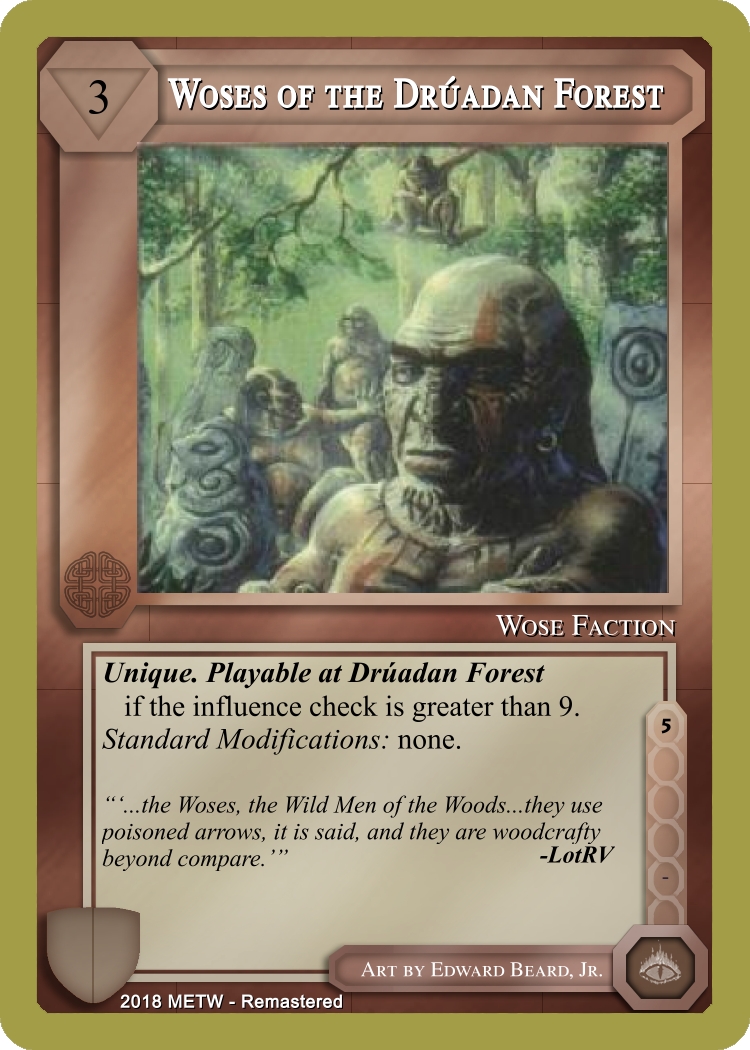 3
Woses of the Drúadan Forest
Wose Faction
Unique. Playable at Drúadan Forest
if the influence check is greater than 9.
Standard Modifications: none.
5
“‘...the Woses, the Wild Men of the Woods...they use
poisoned arrows, it is said, and they are woodcrafty
beyond compare.’”
-LotRV
-
Art by Edward Beard, Jr.
2018 METW - Remastered